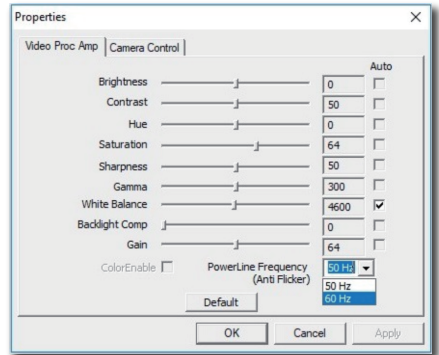 Properties
Video Proc Amp Camera Control
Auto
Brightness 0
Contrast 50
Hue 0
Saturation 64
Sharpness 50
Gamma 300
White Balance 4600
Backlight Comp 0
Gain 64
ColorEnable PowerLine Frequency 50 Hz
(Anti Flicker)
50 Hz
60 Hz
Default
OK Cancel Apply